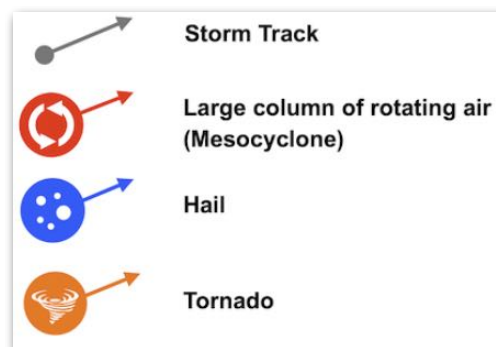 Storm Track
Large column of rotating air
(Mesocyclone)
Hail
Tornado